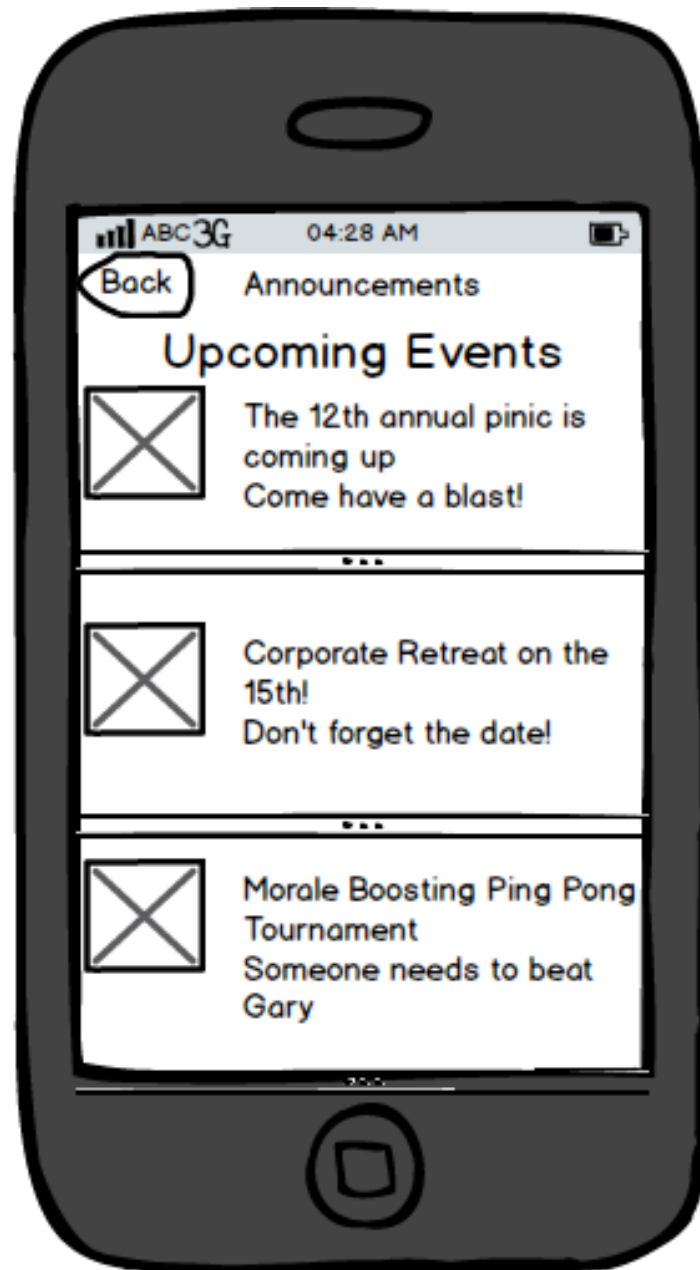 ABC 3G 04:28 AM
Back Announcements
Upcoming Events
The 12th annual pinic is
coming up
Come have a blast!
Corporate Retreat on the
15th!
Don't forget the date!
Morale Boosting Ping Pong
Tournament
Someone needs to beat
Gary